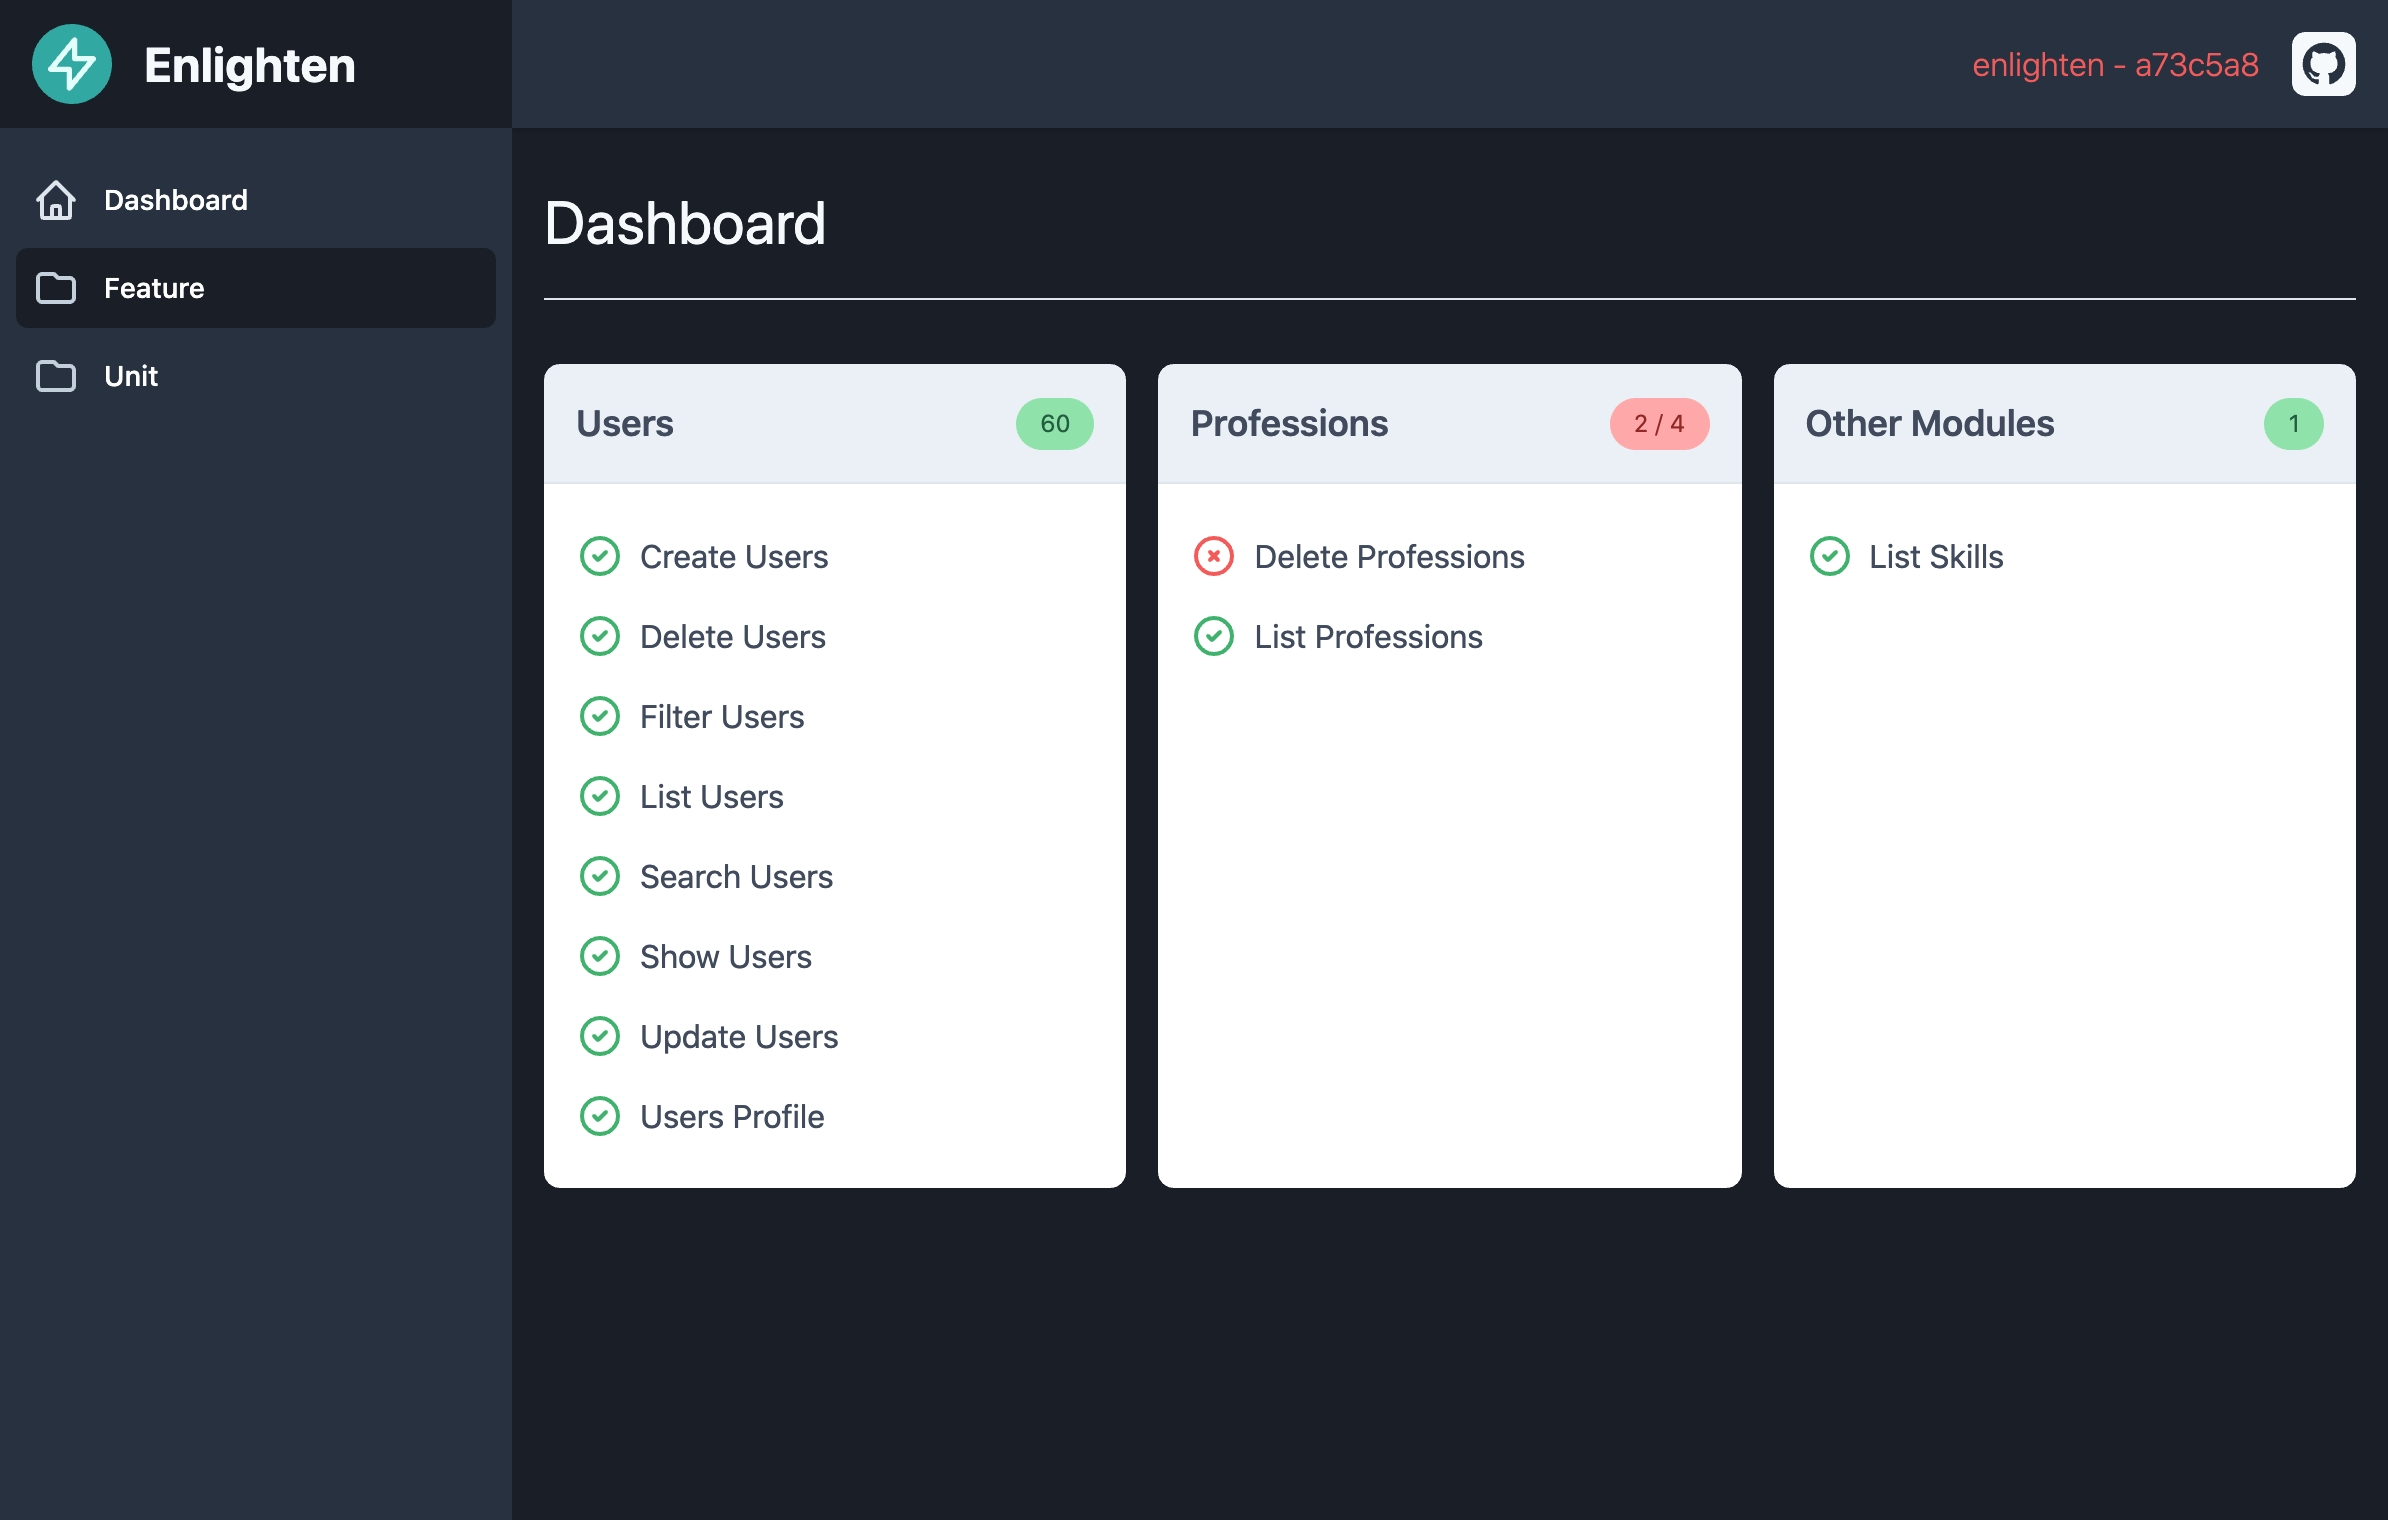 Enlighten
enlighten - a73c5a8
Dashboard
Feature
Unit
Dashboard
Users 60
Create Users
Delete Users
Filter Users
List Users
Search Users
Show Users
Update Users
Users Profile
Professions 2 / 4
Delete Professions
List Professions
Other Modules 1
List Skills